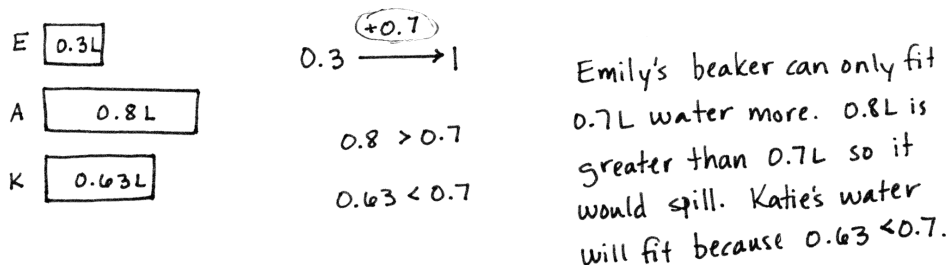 E 0.3L
A 0.8L
K 0.63L
+0.7
0.3 ⟶ 1
0.8 > 0.7
0.63 < 0.7
Emily's beaker can only fit
0.7L water more. 0.8L is
greater than 0.7L so it
would spill. Katie's water
will fit because 0.63 < 0.7.